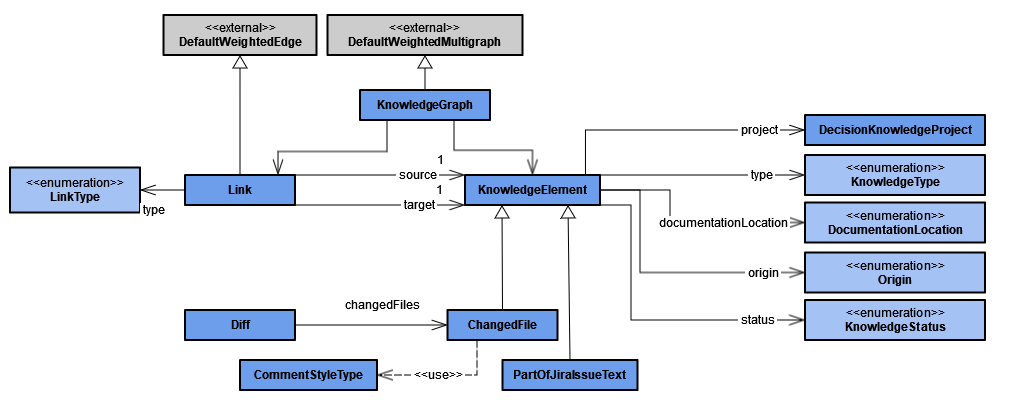 <<external>>
DefaultWeightedEdge
<<external>>
DefaultWeightedMultigraph
KnowledgeGraph
project
DecisionKnowledgeProject
<<enumeration>>
LinkType
type
Link
source
1
target
1
KnowledgeElement
type
<<enumeration>>
KnowledgeType
documentationLocation
<<enumeration>>
DocumentationLocation
origin
<<enumeration>>
Origin
status
<<enumeration>>
KnowledgeStatus
Diff
changedFiles
ChangedFile
CommentStyleType
<<use>>
PartOfJiraIssueText